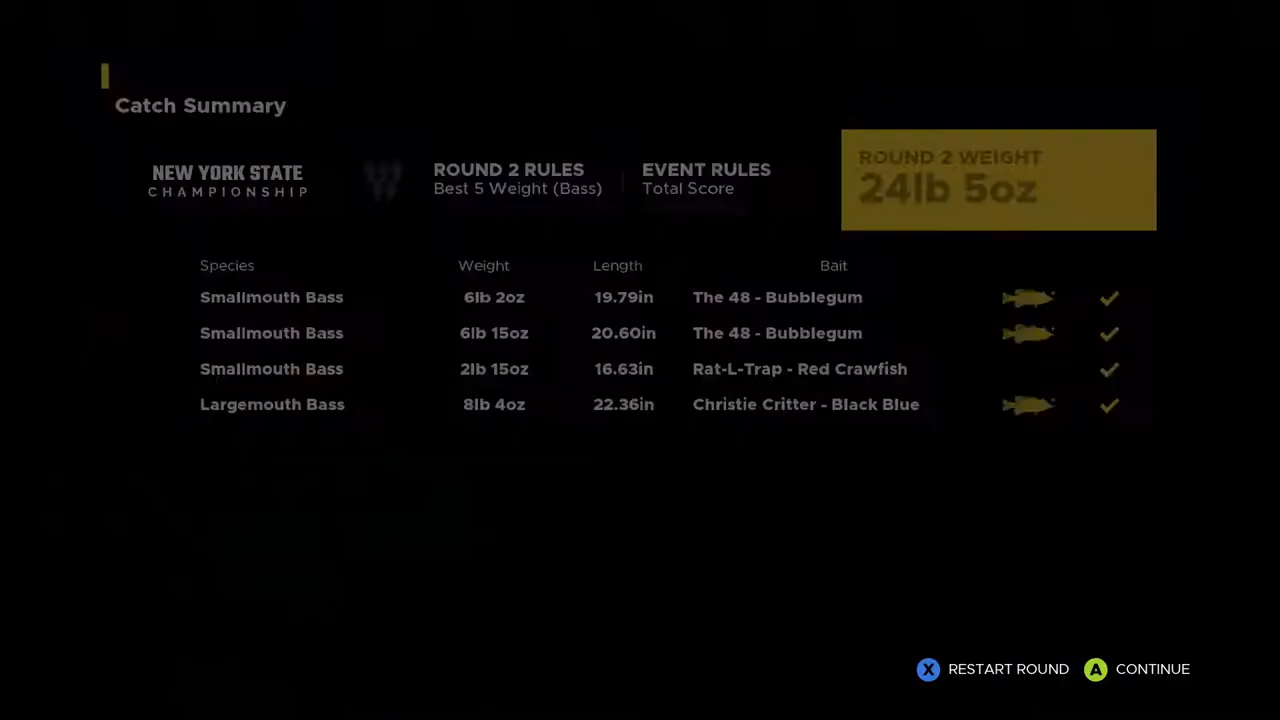 Catch Summary
NEW YORK STATE
CHAMPIONSHIP
ROUND 2 RULES
Best 5 Weight (Bass)
EVENT RULES
Total Score
ROUND 2 WEIGHT
24lb 5oz
Species Weight Length Bait
Smallmouth Bass 6lb 2oz 19.79in The 48 - Bubblegum
Smallmouth Bass 6lb 15oz 20.60in The 48 - Bubblegum
Smallmouth Bass 2lb 15oz 16.63in Rat-L-Trap - Red Crawfish
Largemouth Bass 8lb 4oz 22.36in Christie Critter - Black Blue
X RESTART ROUND A CONTINUE